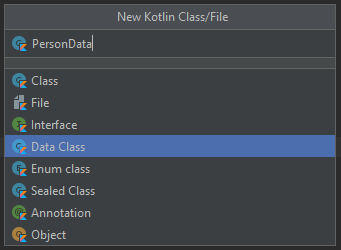 New Kotlin Class/File
PersonData
Class
File
Interface
Data Class
Enum class
Sealed Class
Annotation
Object